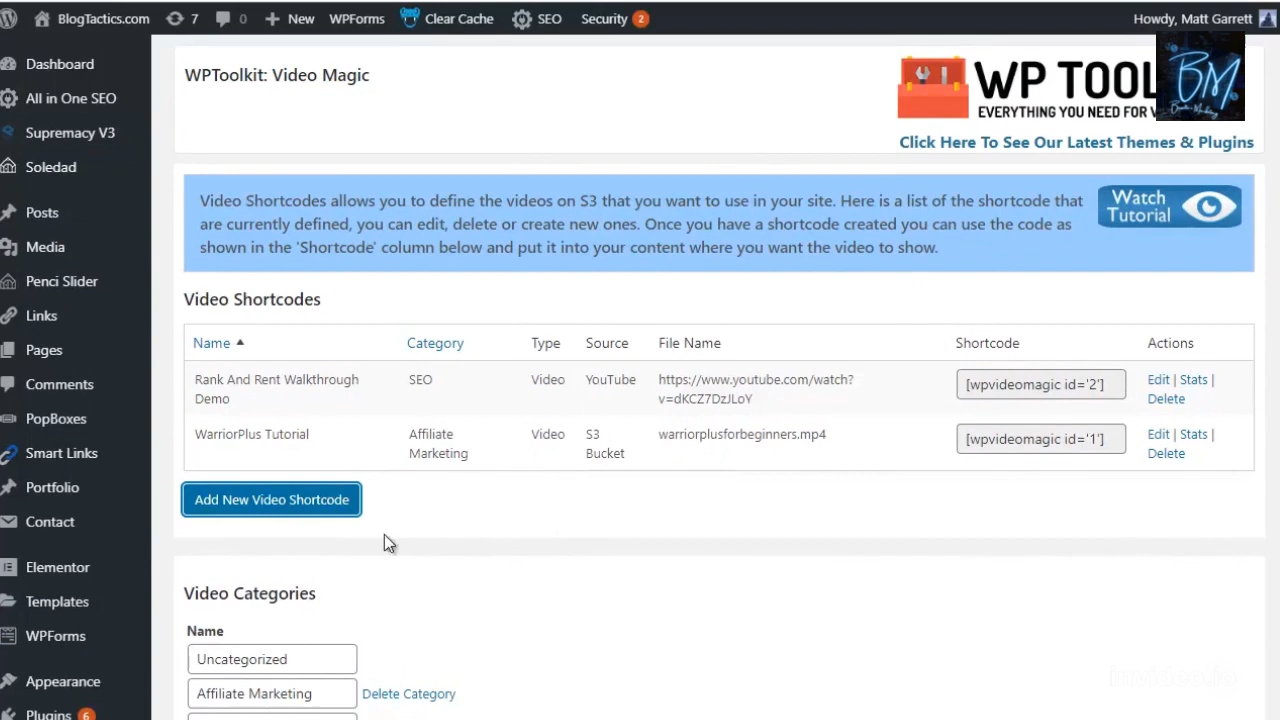 BlogTactics.com 7 0 New WPForms Clear Cache SEO Security 2 Howdy, Matt Garrett
Dashboard
All in One SEO
Supremacy V3
Soledad
Posts
Media
Penci Slider
Links
Pages
Comments
PopBoxes
Smart Links
Portfolio
Contact
Elementor
Templates
WPForms
Appearance
Plugins 6
WPToolkit: Video Magic
WP TOOL
EVERYTHING YOU NEED FOR
BM
Click Here To See Our Latest Themes & Plugins
Video Shortcodes allows you to define the videos on S3 that you want to use in your site. Here is a list of the shortcode that
are currently defined, you can edit, delete or create new ones. Once you have a shortcode created you can use the code as
shown in the 'Shortcode' column below and put it into your content where you want the video to show.
Watch
Tutorial
Video Shortcodes
Name Category Type Source File Name Shortcode Actions
Rank And Rent Walkthrough SEO Video YouTube https://www.youtube.com/watch? [wpvideomagic id='2'] Edit | Stats |
Demo v=dKCZ7DzJLoY Delete
WarriorPlus Tutorial Affiliate Video S3 warriorplusforbeginners.mp4 [wpvideomagic id='1'] Edit | Stats |
Marketing Bucket Delete
Add New Video Shortcode
Video Categories
Name
Uncategorized
Affiliate Marketing Delete Category
invideo.io